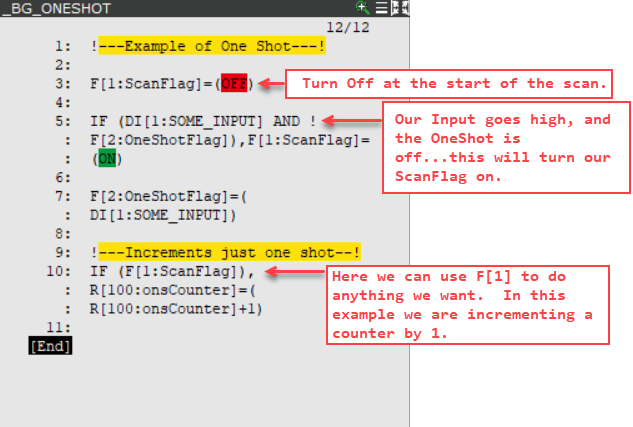 _BG_ONESHOT
12/12
1: !---Example of One Shot---!
2:
3: F[1:ScanFlag]=(OFF)
Turn Off at the start of the scan.
4:
5: IF (DI[1:SOME_INPUT] AND !
: F[2:OneShotFlag]),F[1:ScanFlag]=
: (ON)
Our Input goes high, and
the OneShot is
off...this will turn our
ScanFlag on.
6:
7: F[2:OneShotFlag]=(
: DI[1:SOME_INPUT])
8:
9: !---Increments just one shot--!
10: IF (F[1:ScanFlag]),
: R[100:onsCounter]=(
: R[100:onsCounter]+1)
Here we can use F[1] to do
anything we want. In this
example we are incrementing a
counter by 1.
11:
[End]